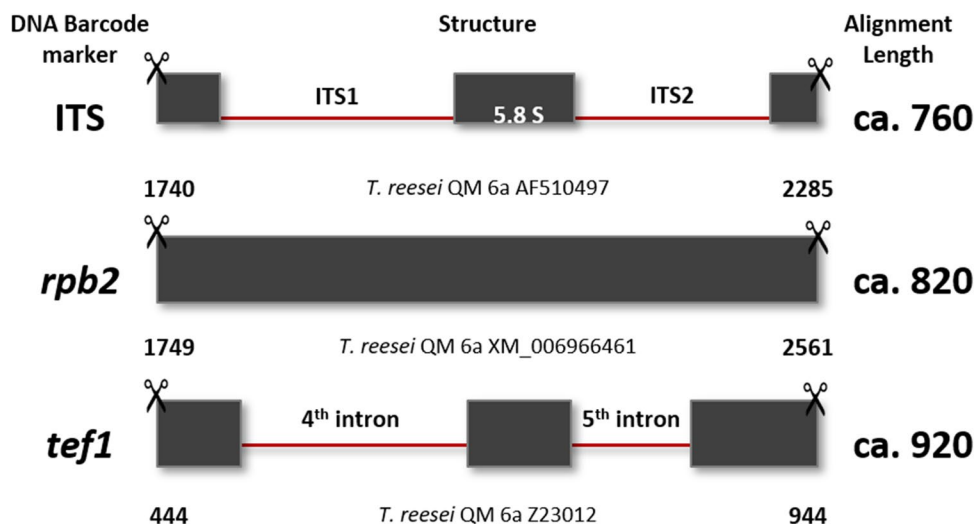 DNA Barcode Structure Alignment
marker Length
ITS ITS1 5.8 S ITS2 ca. 760
1740 T. reesei QM 6a AF510497 2285
rpb2 ca. 820
1749 T. reesei QM 6a XM_006966461 2561
tef1 4th intron 5th intron ca. 920
444 T. reesei QM 6a Z23012 944